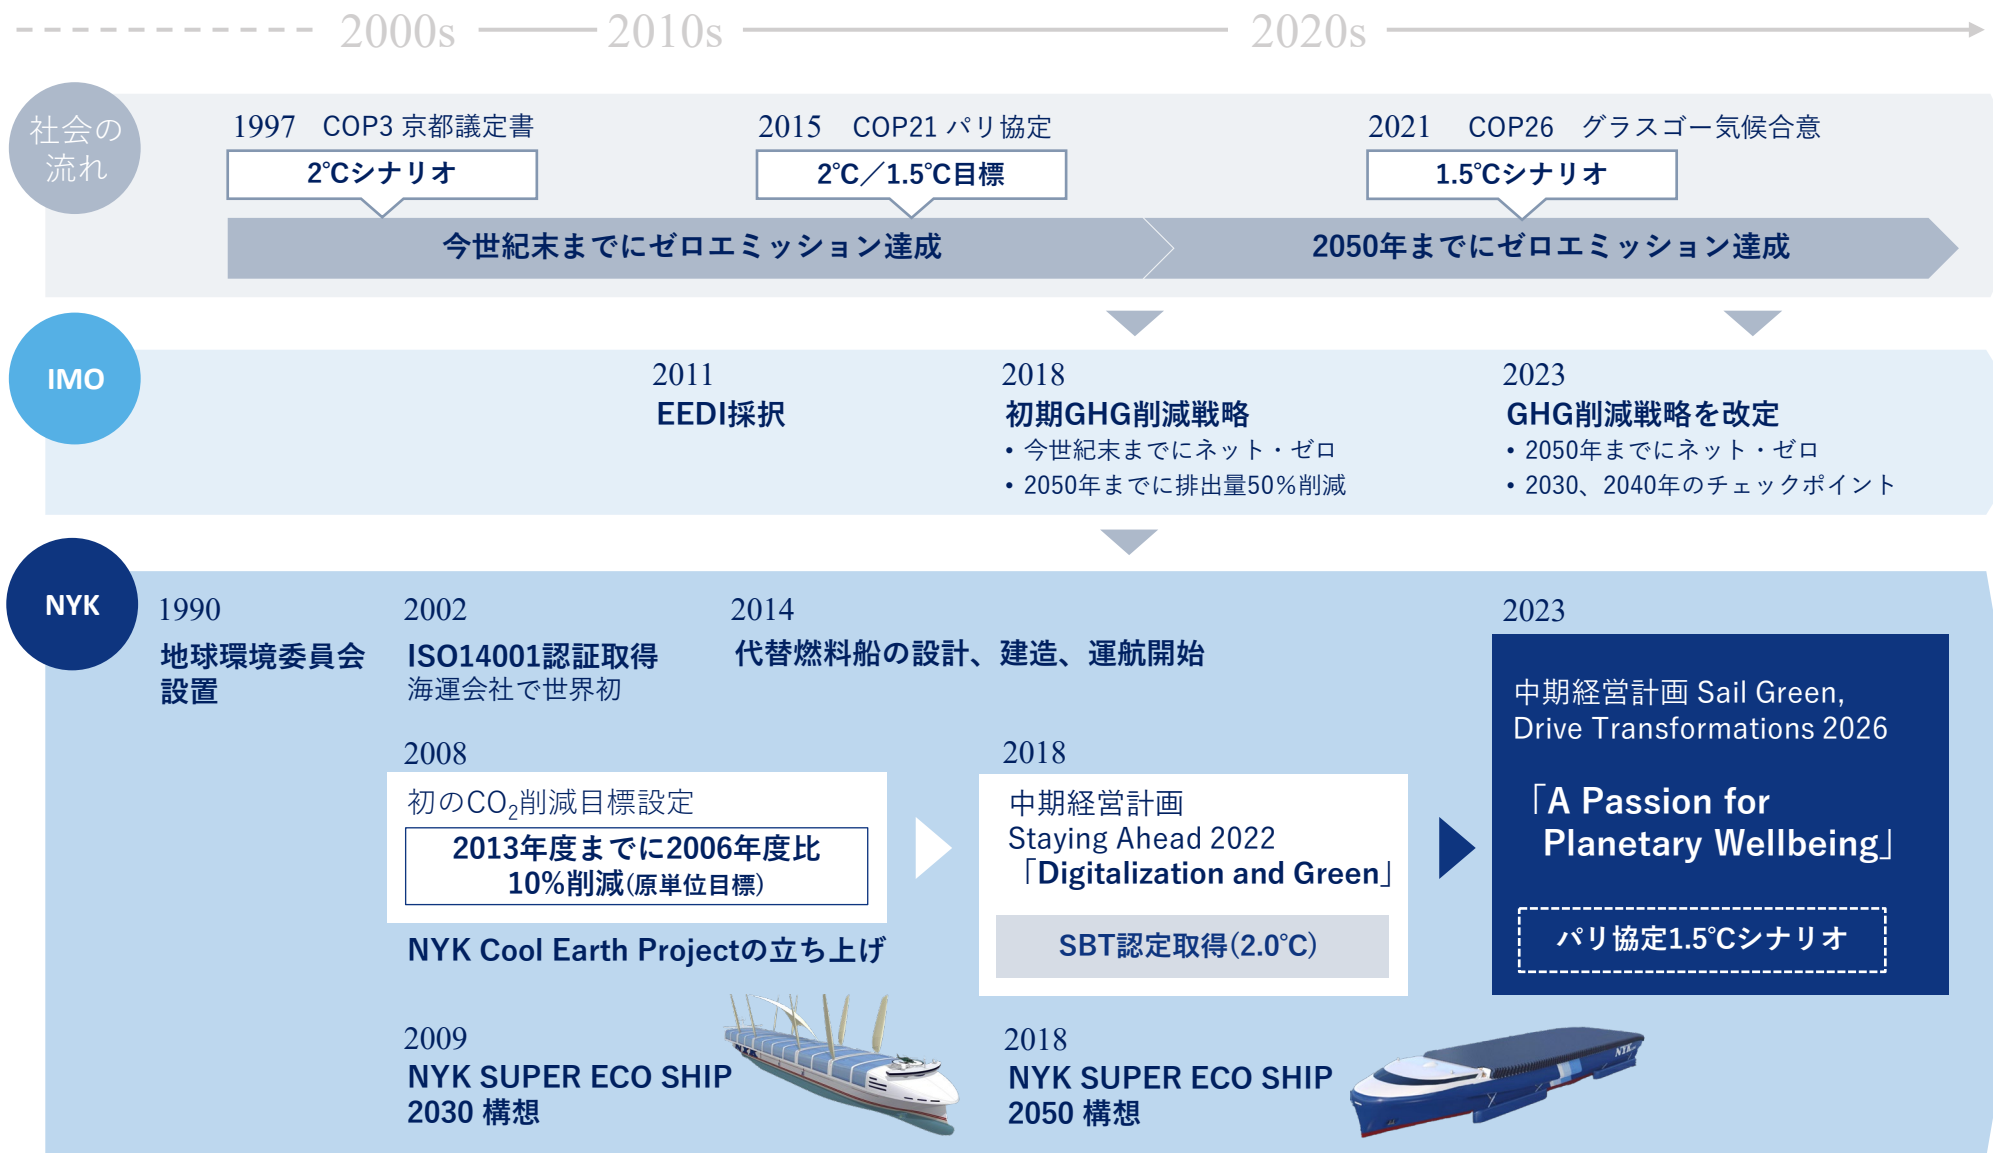 2000s 2010s 2020s
社会の
流れ
1997 COP3 京都議定書
2℃シナリオ
2015 COP21 パリ協定
2℃／1.5℃目標
2021 COP26 グラスゴー気候合意
1.5℃シナリオ
今世紀末までにゼロエミッション達成
2050年までにゼロエミッション達成
IMO
2011
EEDI採択
2018
初期GHG削減戦略
• 今世紀末までにネット・ゼロ
• 2050年までに排出量50％削減
2023
GHG削減戦略を改定
• 2050年までにネット・ゼロ
• 2030、2040年のチェックポイント
NYK
1990
地球環境委員会
設置
2002
ISO14001認証取得
海運会社で世界初
2014
代替燃料船の設計、建造、運航開始
2008
初のCO₂削減目標設定
2013年度までに2006年度比
10%削減(原単位目標)
NYK Cool Earth Projectの立ち上げ
2009
NYK SUPER ECO SHIP
2030 構想
2018
中期経営計画
Staying Ahead 2022
「Digitalization and Green」
SBT認定取得(2.0℃)
2018
NYK SUPER ECO SHIP
2050 構想
NYK
2023
中期経営計画 Sail Green,
Drive Transformations 2026
「A Passion for
Planetary Wellbeing」
パリ協定1.5℃シナリオ